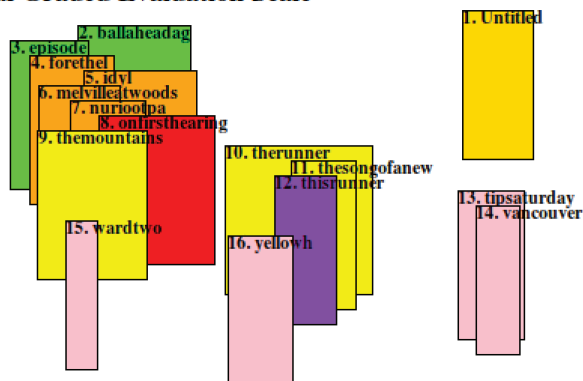 1. Untitled
2. ballaheadag
3. episode
4. forethel
5. idyl
6. melvilleatwoods
7. nuriootpa
8. onfirsthearing
9. themountains
10. therunner
11. thesongofanew
12. thisrunner
13. tipsaturday
14. vancouver
15. wardtwo
16. yellowh